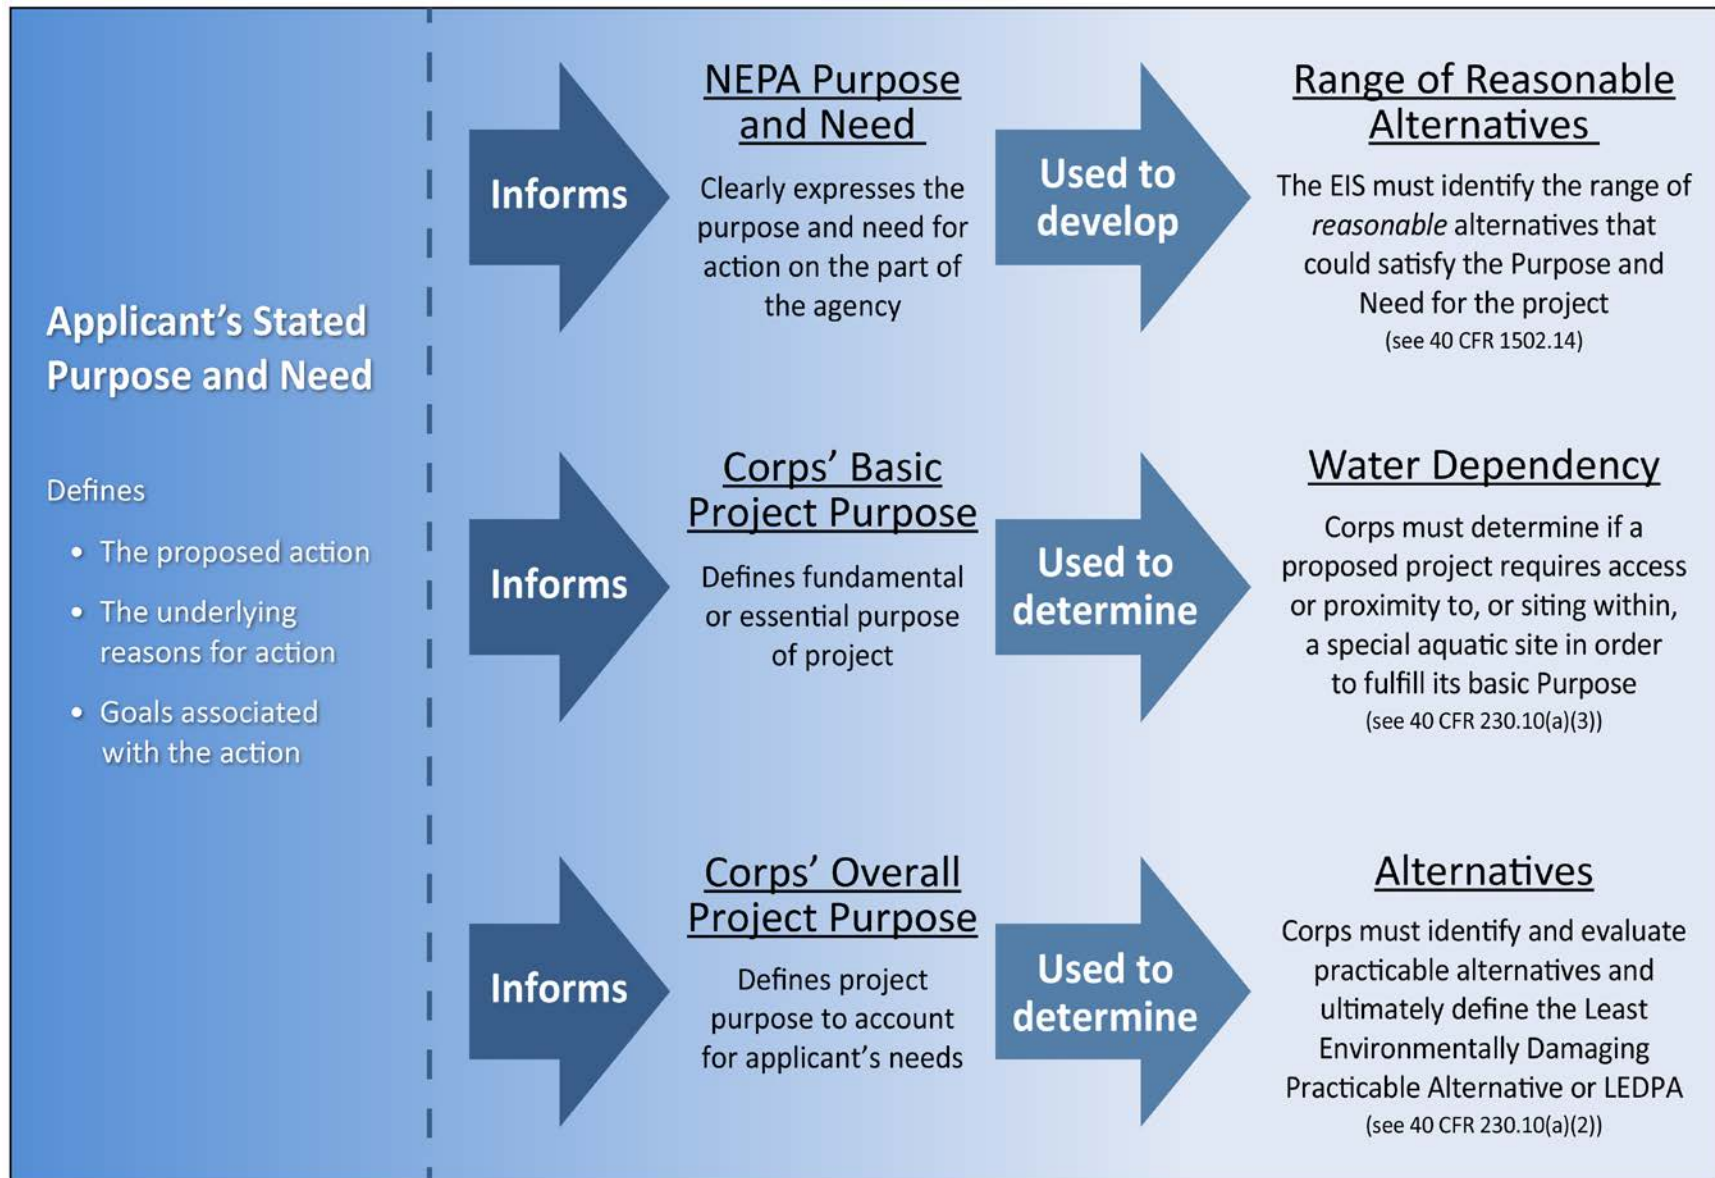 Applicant’s Stated
Purpose and Need
Defines
• The proposed action
• The underlying
reasons for action
• Goals associated
with the action
Informs
NEPA Purpose
and Need
Clearly expresses the
purpose and need for
action on the part of
the agency
Used to
develop
Range of Reasonable
Alternatives
The EIS must identify the range of
reasonable alternatives that
could satisfy the Purpose and
Need for the project
(see 40 CFR 1502.14)
Informs
Corps’ Basic
Project Purpose
Defines fundamental
or essential purpose
of project
Used to
determine
Water Dependency
Corps must determine if a
proposed project requires access
or proximity to, or siting within,
a special aquatic site in order
to fulfill its basic Purpose
(see 40 CFR 230.10(a)(3))
Informs
Corps’ Overall
Project Purpose
Defines project
purpose to account
for applicant’s needs
Used to
determine
Alternatives
Corps must identify and evaluate
practicable alternatives and
ultimately define the Least
Environmentally Damaging
Practicable Alternative or LEDPA
(see 40 CFR 230.10(a)(2))